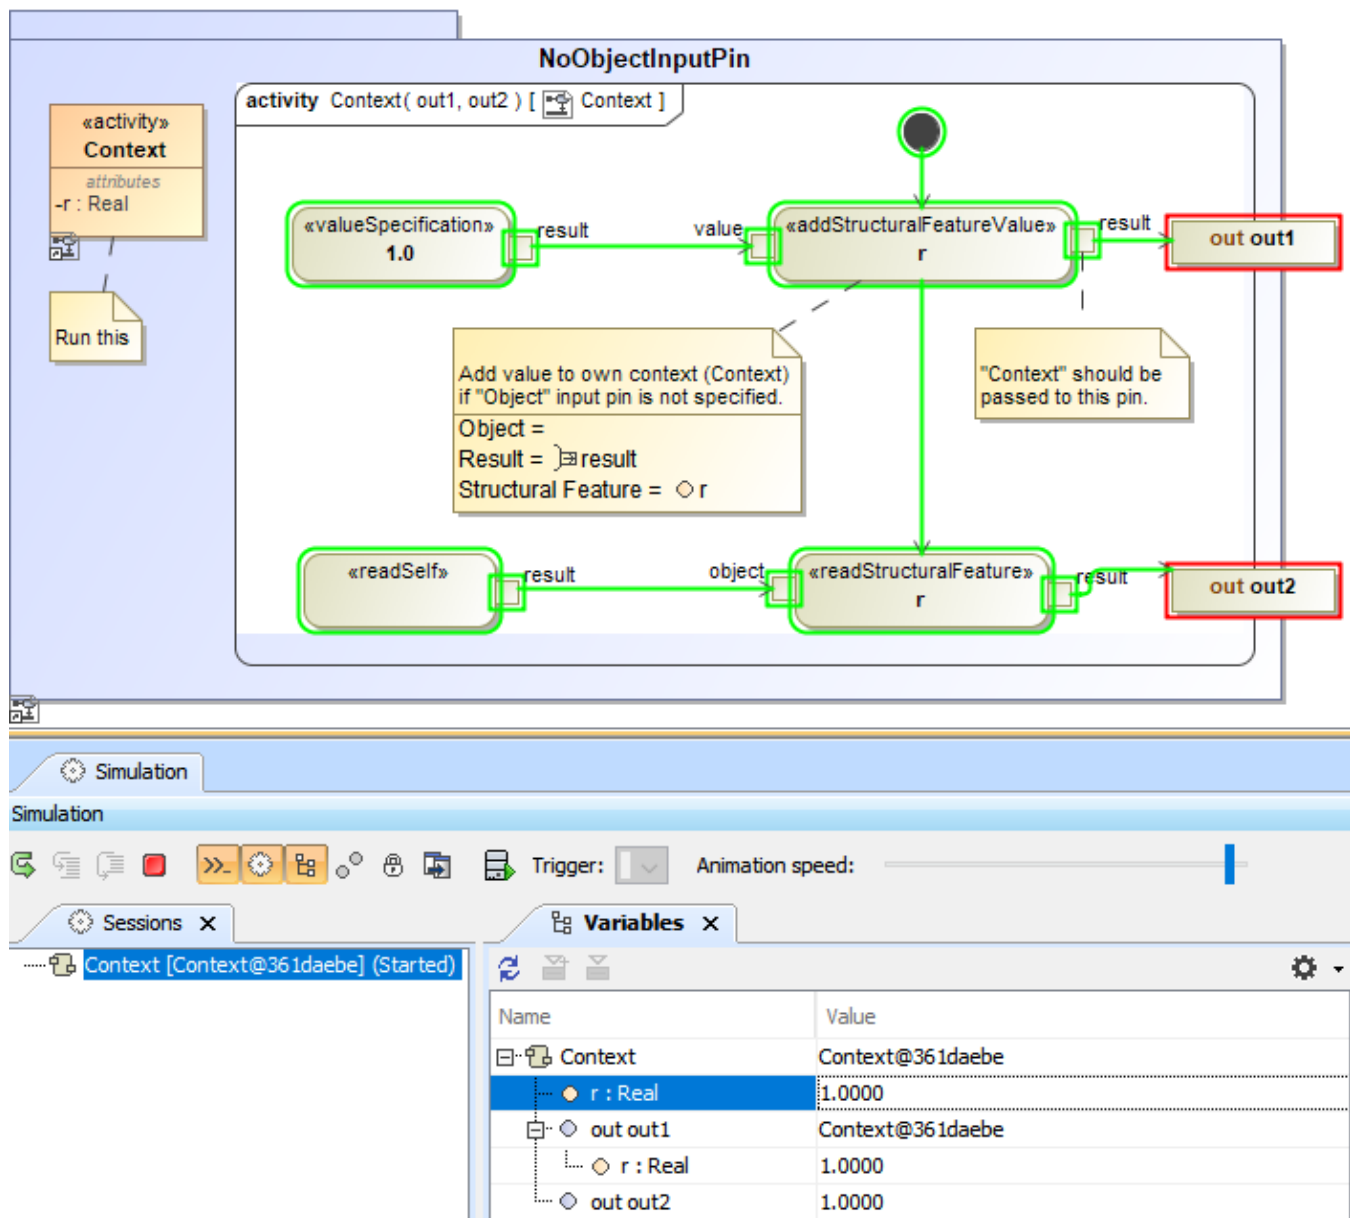 NoObjectInputPin
activity Context( out1, out2 ) [ Context ]
«activity»
Context
attributes
-r : Real
Run this
«valueSpecification»
1.0
result
value
«addStructuralFeatureValue»
r
result
out out1
Add value to own context (Context)
if "Object" input pin is not specified.
Object =
Result = result
Structural Feature = r
"Context" should be
passed to this pin.
«readSelf»
result
object
«readStructuralFeature»
r
result
out out2
Simulation
Simulation
Trigger:
Animation speed:
Sessions
Variables
Context [Context@361daebe] (Started)
Name Value
Context Context@361daebe
r : Real 1.0000
out out1 Context@361daebe
r : Real 1.0000
out out2 1.0000